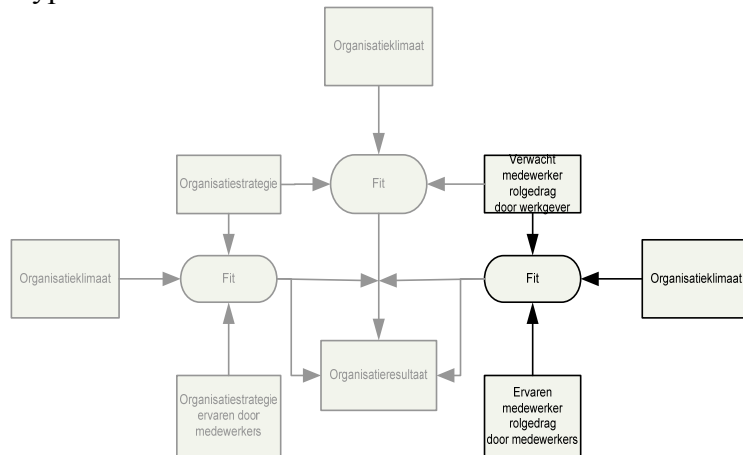 Organisatieklimaat
Organisatiestrategie
Fit
Verwacht
medewerker
rolgedrag
door werkgever
Organisatieklimaat
Fit
Fit
Organisatieklimaat
Organisatieresultaat
Organisatiestrategie
ervaren door
medewerkers
Ervaren
medewerker
rolgedrag
door medewerkers